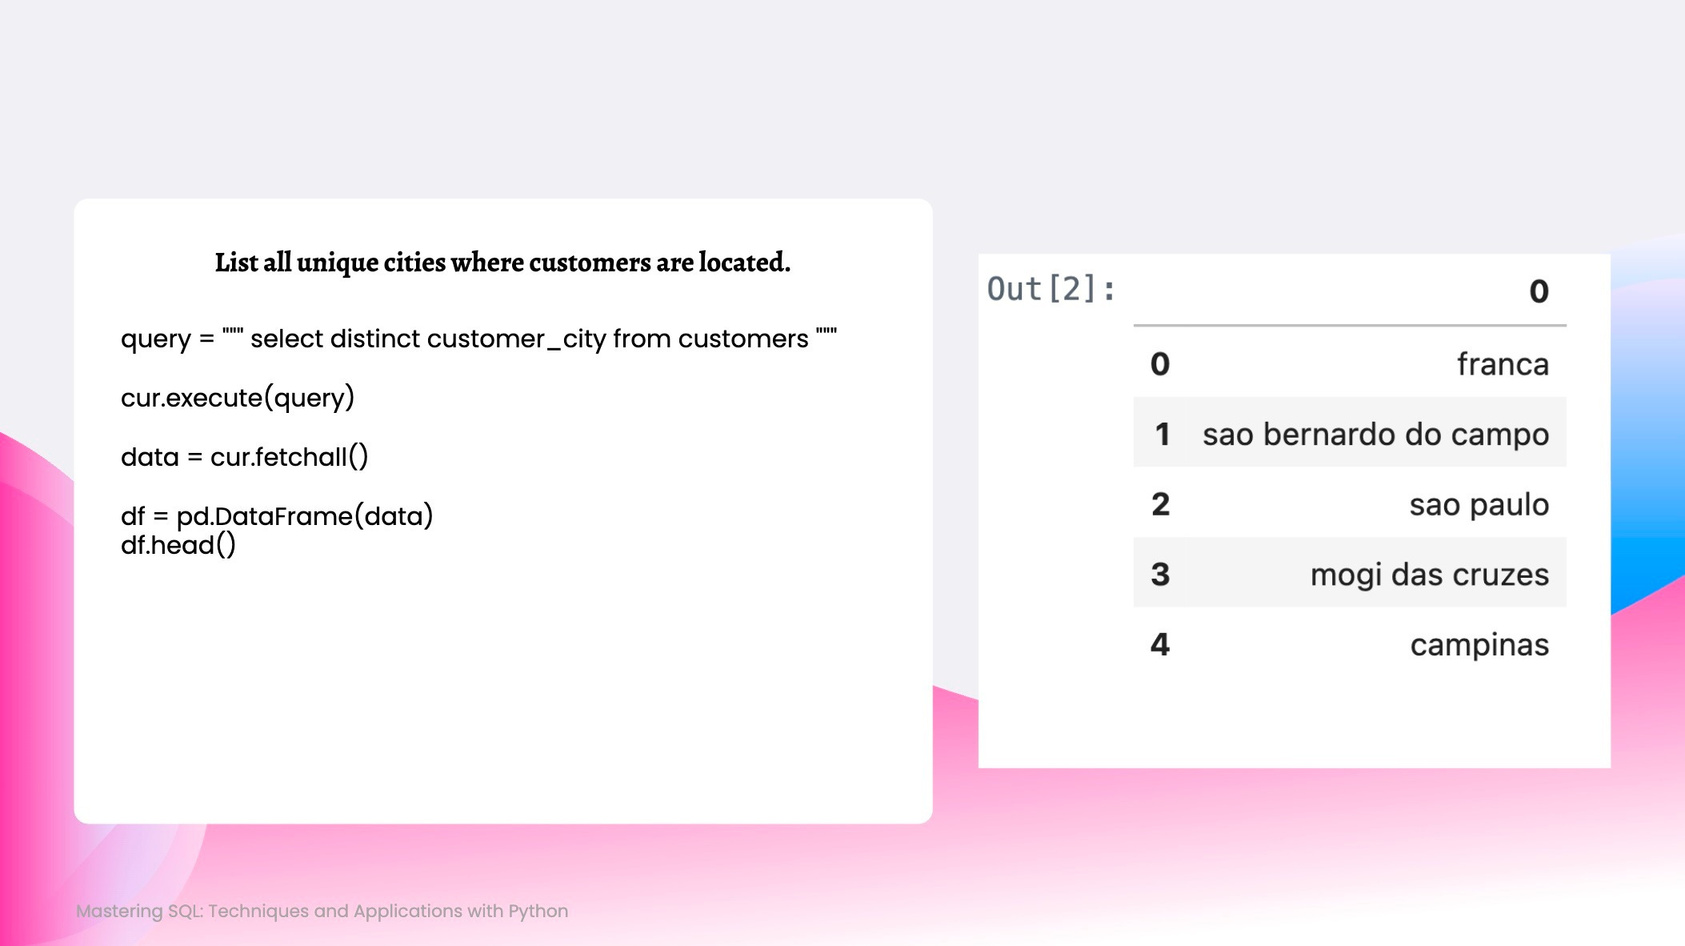 List all unique cities where customers are located.
query = """ select distinct customer_city from customers """
cur.execute(query)
data = cur.fetchall()
df = pd.DataFrame(data)
df.head()
Out[2]:
0
0 franca
1 sao bernardo do campo
2 sao paulo
3 mogi das cruzes
4 campinas
Mastering SQL: Techniques and Applications with Python